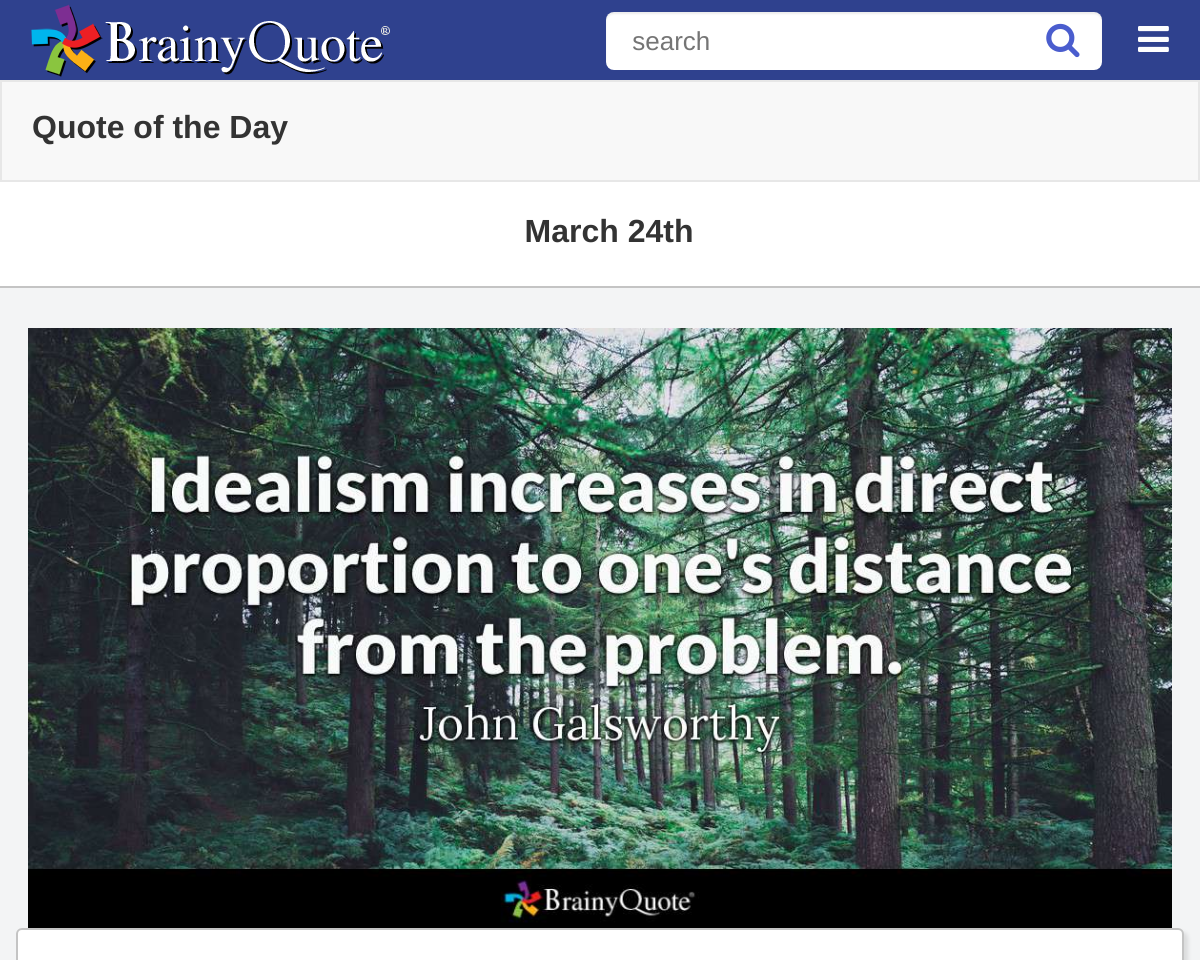 BrainyQuote®
search
Quote of the Day
March 24th
Idealism increases in direct
proportion to one's distance
from the problem.
John Galsworthy
BrainyQuote®